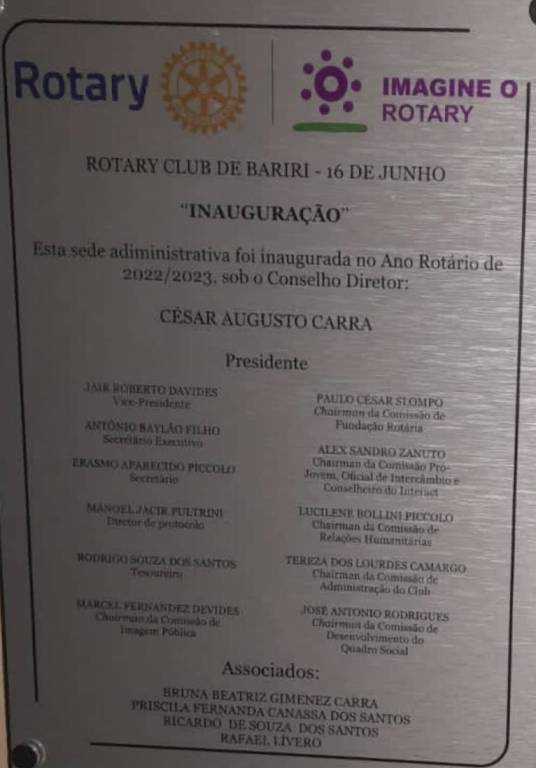 Rotary
IMAGINE O
ROTARY
ROTARY CLUB DE BARIRI - 16 DE JUNHO
“INAUGURAÇÃO”
Esta sede adiministrativa foi inaugurada no Ano Rotário de
2022/2023, sob o Conselho Diretor:
CÉSAR AUGUSTO CARRA
Presidente
JAIR ROBERTO DAVIDES
Vice-Presidente
ANTÔNIO BAYLÃO FILHO
Secretário Executivo
ERASMO APARECIDO PICCOLO
Secretário
MANOEL JACIR PULTRINI
Diretor de protocolo
RODRIGO SOUZA DOS SANTOS
Tesoureiro
MARCEL FERNANDEZ DEVIDES
Chairman da Comissão de
Imagem Pública
PAULO CÉSAR SLOMPO
Chairman da Comissão de
Fundação Rotária
ALEX SANDRO ZANUTO
Chairman da Comissão Pró-
Jovem, Oficial de Intercâmbio e
Conselheiro do Interact
LUCILENE BOLLINI PICCOLO
Chairman da Comissão de
Relações Humanitárias
TEREZA DOS LOURDES CAMARGO
Chairman da Comissão de
Administração do Club
JOSÉ ANTONIO RODRIGUES
Chairman da Comissão de
Desenvolvimento do
Quadro Social
Associados:
BRUNA BEATRIZ GIMENEZ CARRA
PRISCILA FERNANDA CANASSA DOS SANTOS
RICARDO DE SOUZA DOS SANTOS
RAFAEL LÍVERO